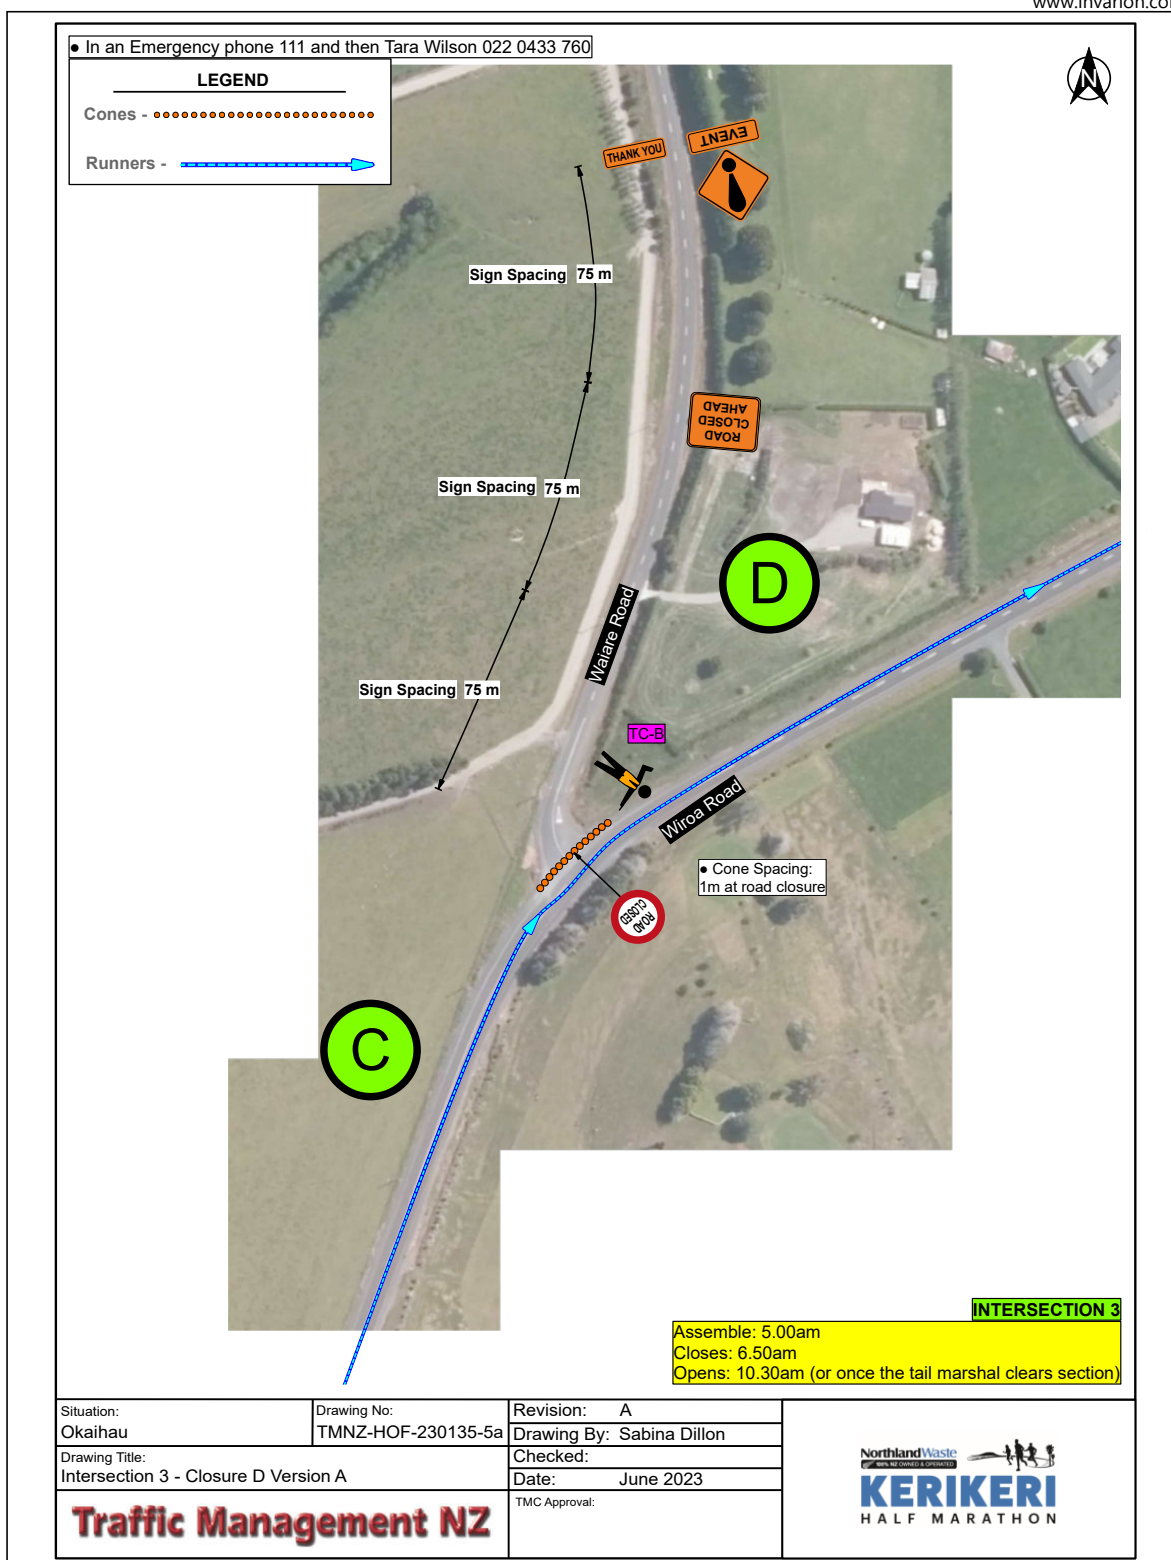 www.invarion.co
• In an Emergency phone 111 and then Tara Wilson 022 0433 760
LEGEND
Cones -
Runners -
N
THANK YOU
EVENT
Sign Spacing 75 m
ROAD
CLOSED
AHEAD
Sign Spacing 75 m
D
Waiare Road
Sign Spacing 75 m
TC-B
Wiroa Road
• Cone Spacing:
1m at road closure
ROAD
CLOSED
C
INTERSECTION 3
Assemble: 5.00am
Closes: 6.50am
Opens: 10.30am (or once the tail marshal clears section)
Situation:
Okaihau
Drawing No:
TMNZ-HOF-230135-5a
Revision: A
Drawing By: Sabina Dillon
Drawing Title:
Intersection 3 - Closure D Version A
Checked:
Date: June 2023
Traffic Management NZ
TMC Approval:
NorthlandWaste
100% NZ OWNED & OPERATED
KERIKERI
HALF MARATHON